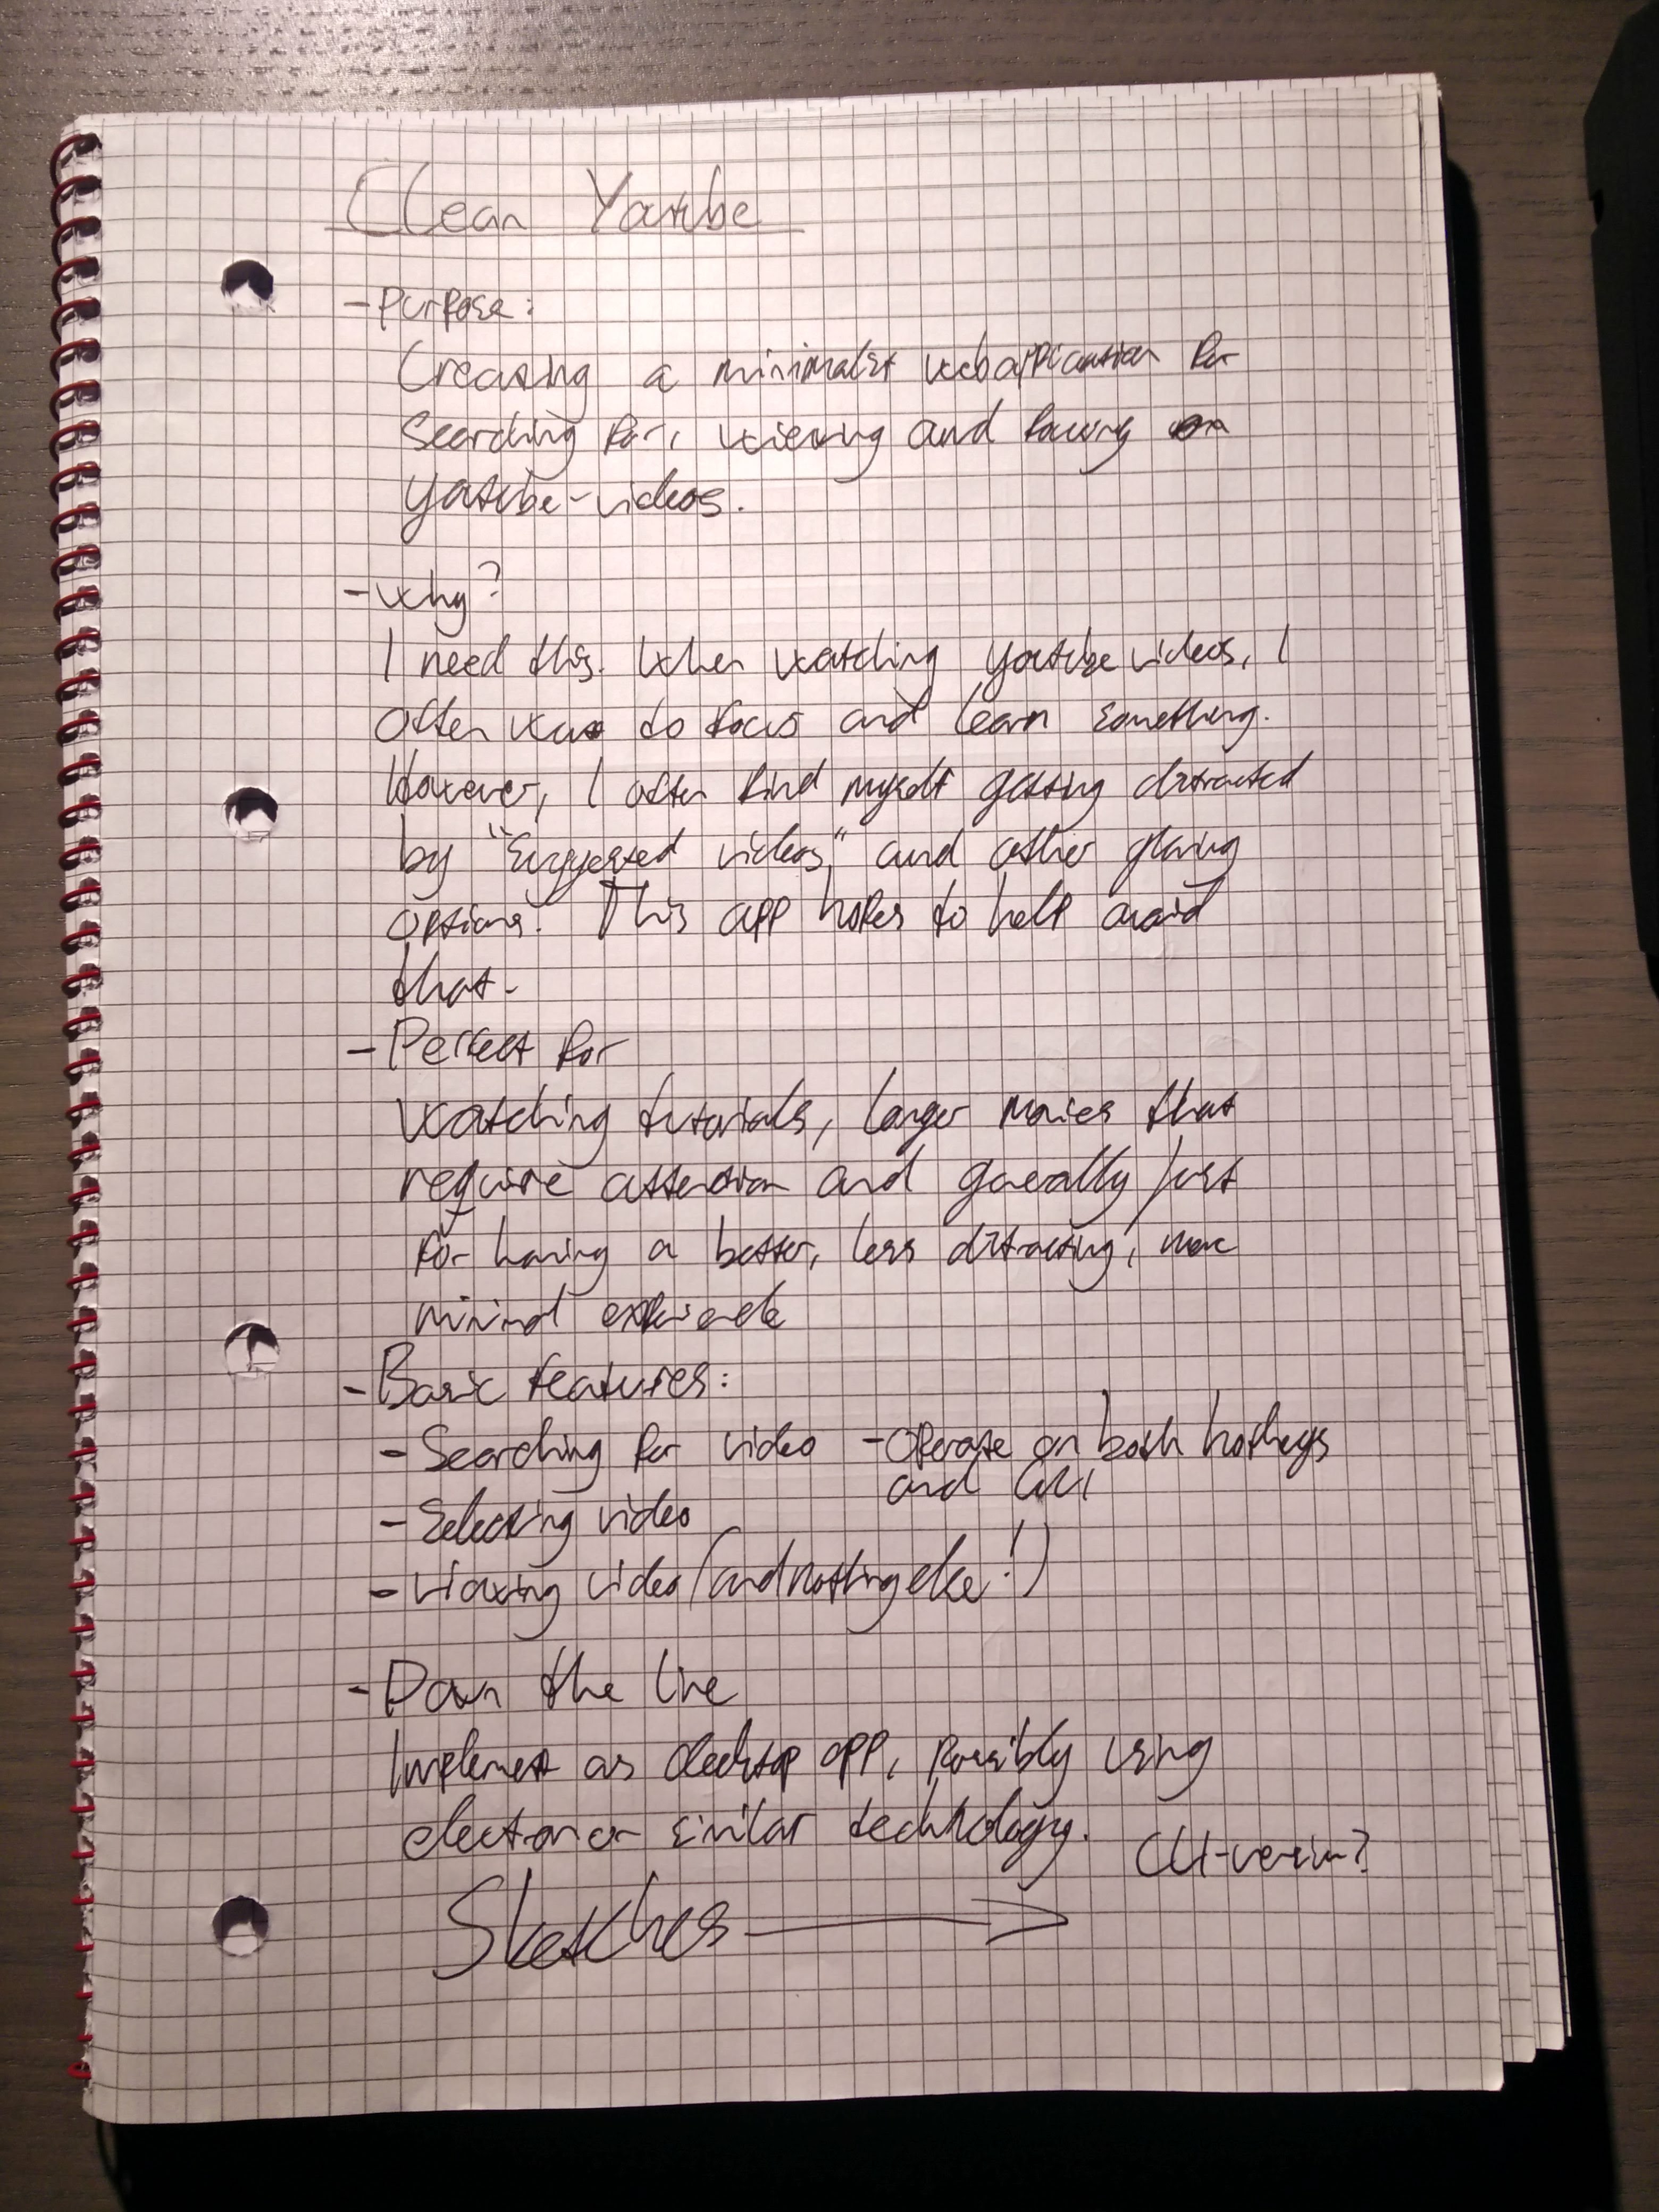 Clean Youtube
- Purpose:
Creating a minimalist webapplication for
searching for, viewing and focusing on
youtube-videos.
- Why?
I need this. When watching youtube videos, I
often want to focus and learn something.
However, I often find myself getting distracted
by "suggested videos," and other glaring
options. This app hopes to help avoid
that.
- Perfect for
watching tutorials, longer movies that
require attention and generally just
for having a better, less distracting, more
minimal experience
- Basic features:
- Searching for video
- Operate on both hotkeys
and GUI
- Selecting video
- Viewing video (and nothing else!)
- Down the line
Implement as desktop app, possibly using
electron or similar technology.
CLI-version?
Sketches →